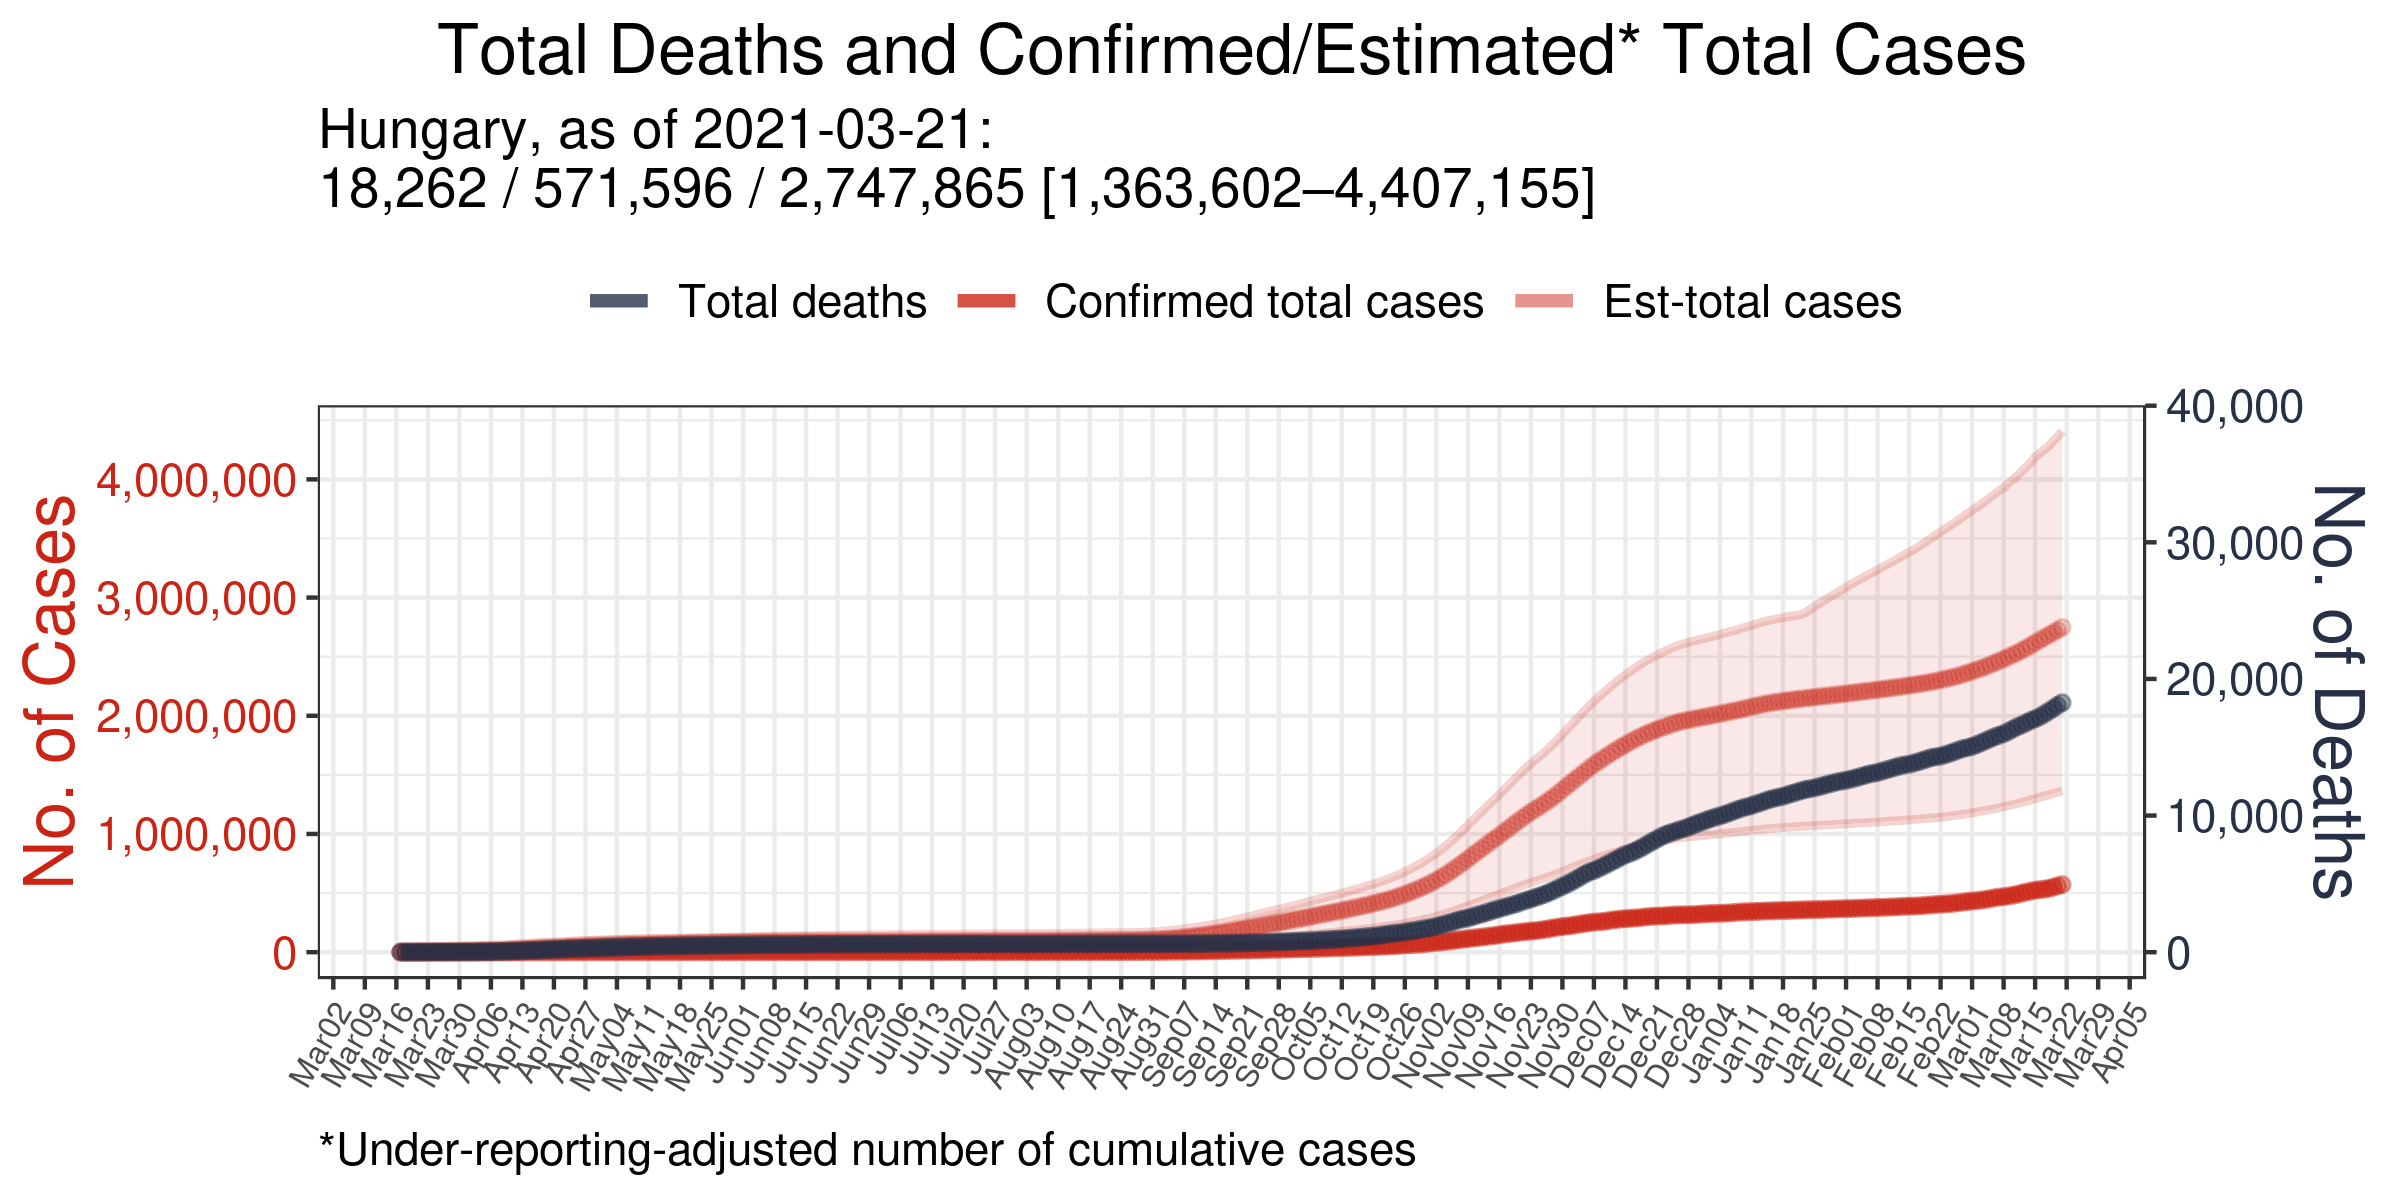 Total Deaths and Confirmed/Estimated* Total Cases
Hungary, as of 2021-03-21:
18,262 / 571,596 / 2,747,865 [1,363,602–4,407,155]
Total deaths
Confirmed total cases
Est-total cases
No. of Cases
4,000,000
3,000,000
2,000,000
1,000,000
0
40,000
30,000
20,000
10,000
0
No. of Deaths
Mar02
Mar09
Mar16
Mar23
Mar30
Apr06
Apr13
Apr20
Apr27
May04
May11
May18
May25
Jun01
Jun08
Jun15
Jun22
Jun29
Jul06
Jul13
Jul20
Jul27
Aug03
Aug10
Aug17
Aug24
Aug31
Sep07
Sep14
Sep21
Sep28
Oct05
Oct12
Oct19
Oct26
Nov02
Nov09
Nov16
Nov23
Nov30
Dec07
Dec14
Dec21
Dec28
Jan04
Jan11
Jan18
Jan25
Feb01
Feb08
Feb15
Feb22
Mar01
Mar08
Mar15
Mar22
Mar29
Apr05
*Under-reporting-adjusted number of cumulative cases